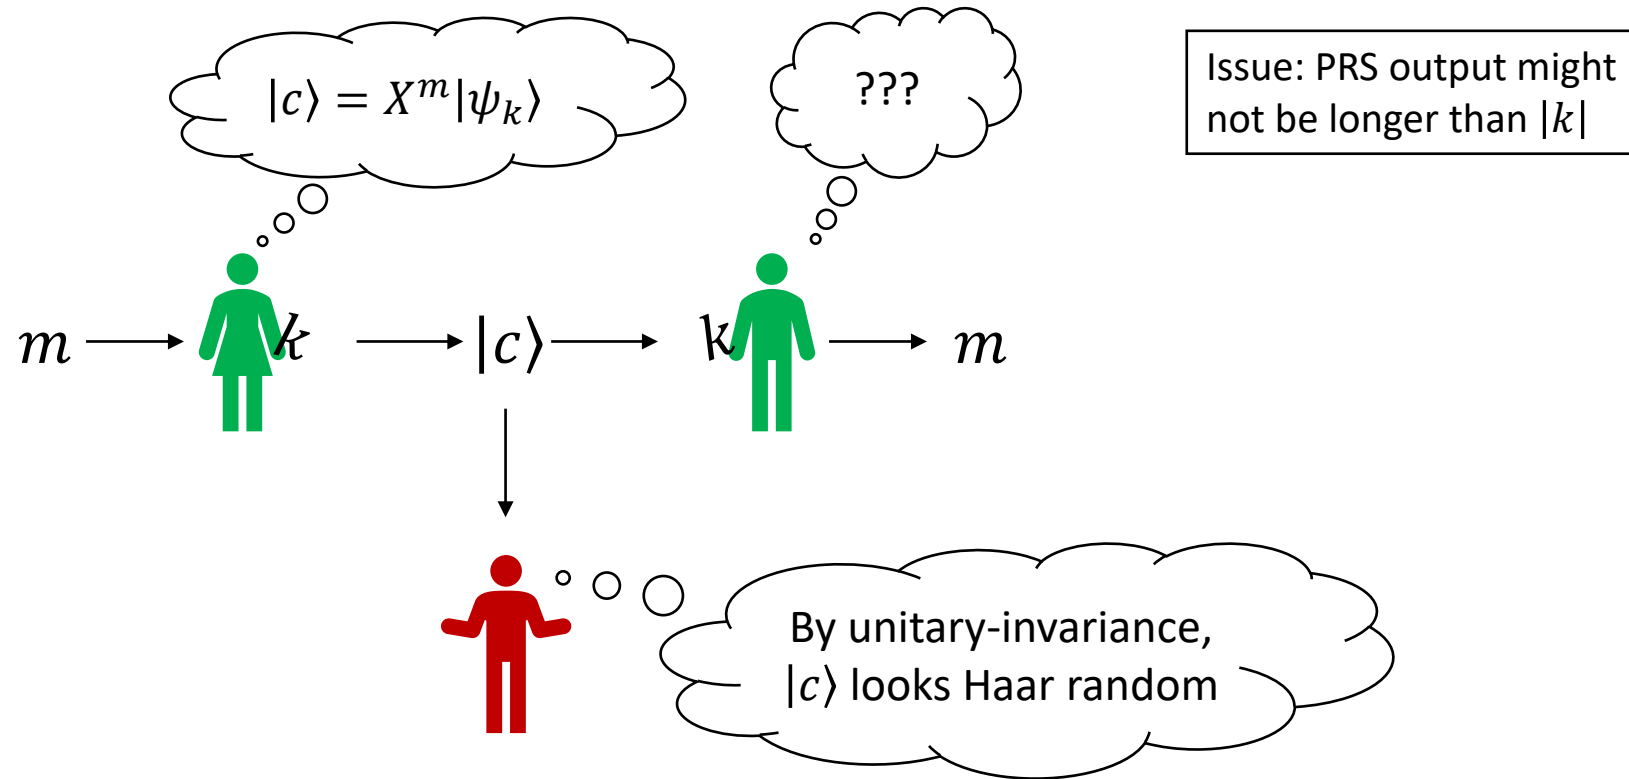 |c⟩ = X^m|ψ_k⟩
???
Issue: PRS output might
not be longer than |k|
m
k
|c⟩
k
m
By unitary-invariance,
|c⟩ looks Haar random